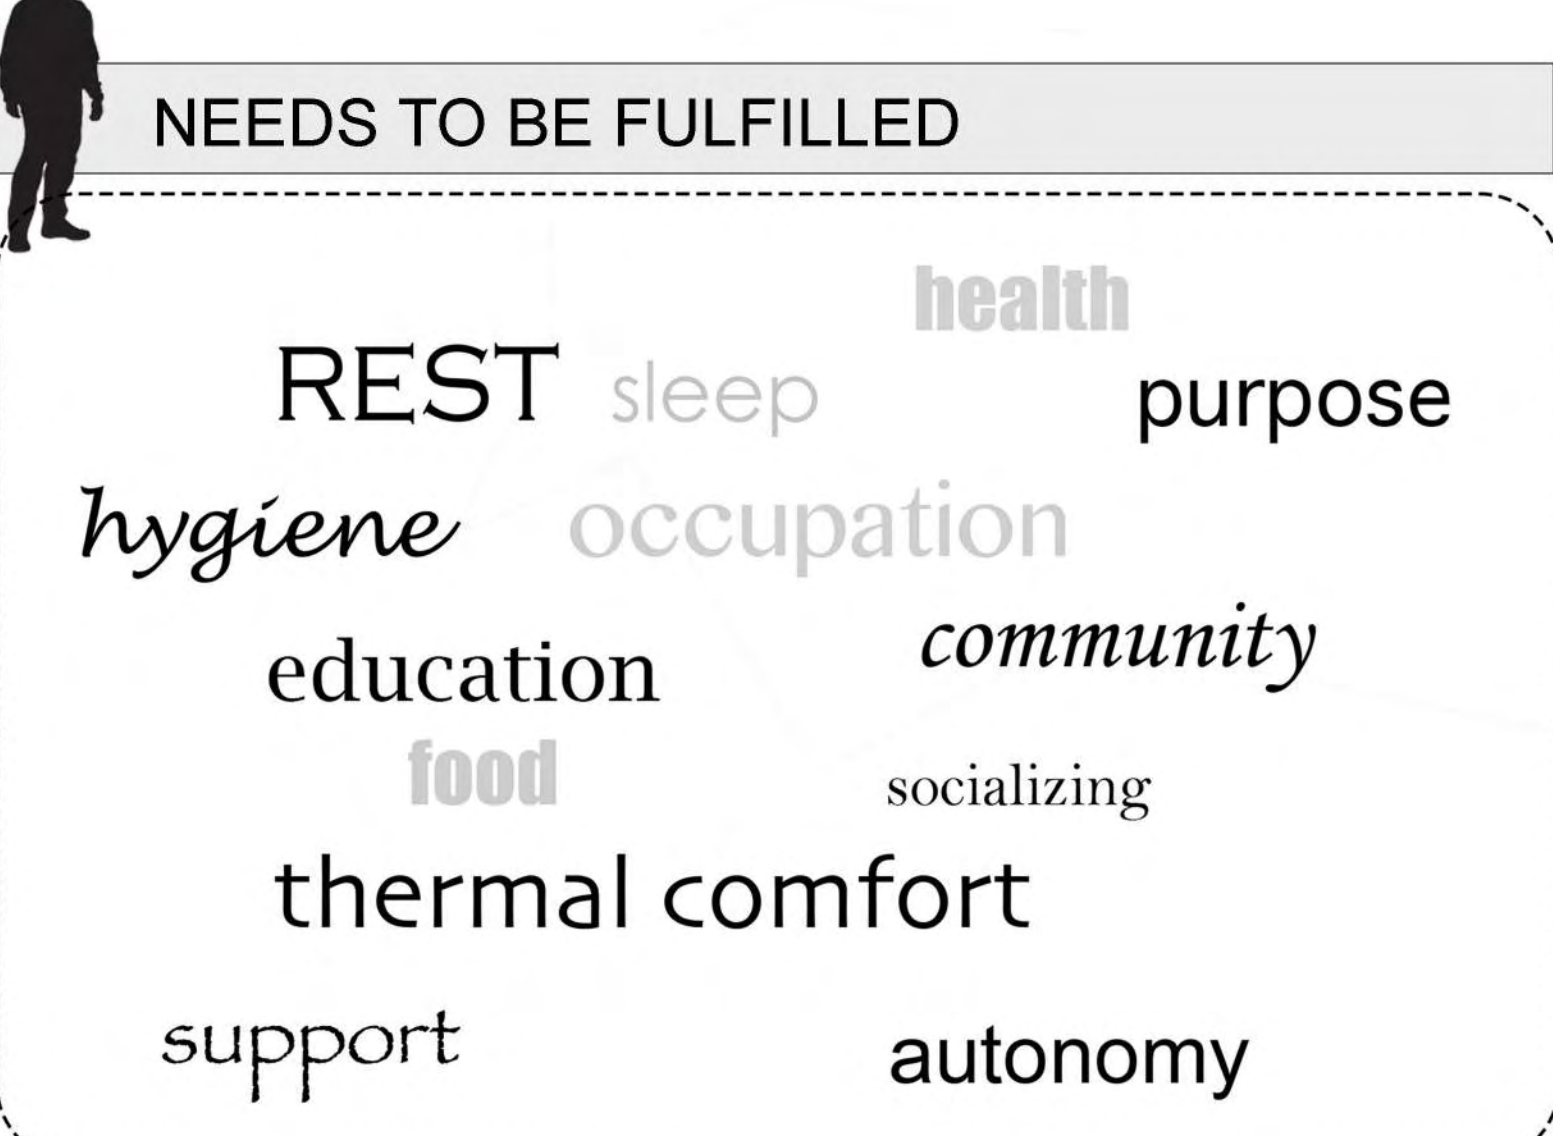 NEEDS TO BE FULFILLED
health
REST sleep
purpose
hygiene occupation
community
education
food
socializing
thermal comfort
support
autonomy